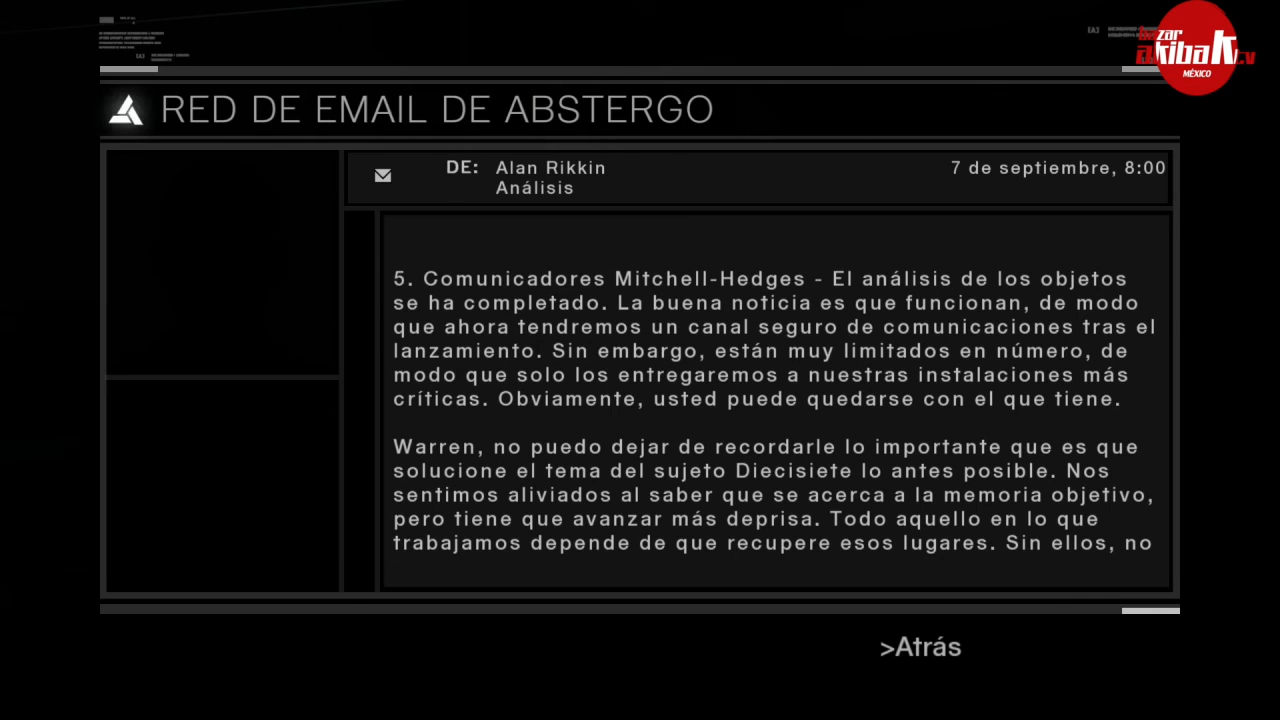 bazar
akibak.tv
MÉXICO
RED DE EMAIL DE ABSTERGO
DE: Alan Rikkin
7 de septiembre, 8:00
Análisis
5. Comunicadores Mitchell-Hedges - El análisis de los objetos
se ha completado. La buena noticia es que funcionan, de modo
que ahora tendremos un canal seguro de comunicaciones tras el
lanzamiento. Sin embargo, están muy limitados en número, de
modo que solo los entregaremos a nuestras instalaciones más
críticas. Obviamente, usted puede quedarse con el que tiene.
Warren, no puedo dejar de recordarle lo importante que es que
solucione el tema del sujeto Diecisiete lo antes posible. Nos
sentimos aliviados al saber que se acerca a la memoria objetivo,
pero tiene que avanzar más deprisa. Todo aquello en lo que
trabajamos depende de que recupere esos lugares. Sin ellos, no
>Atrás